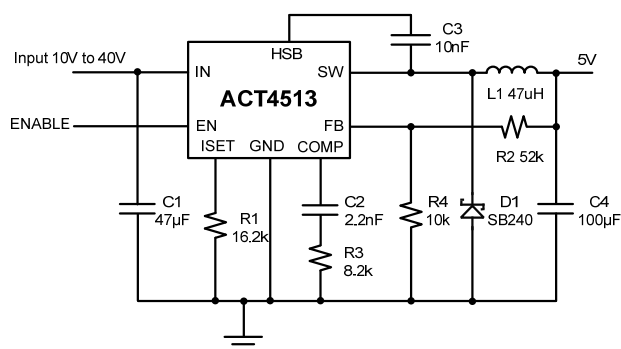 C3
10nF
HSB
Input 10V to 40V
IN
SW
5V
ACT4513
L1 47uH
ENABLE
EN
FB
ISET
GND
COMP
R2 52k
C1
47µF
R1
16.2k
C2
2.2nF
R3
8.2k
R4
10k
D1
SB240
C4
100µF